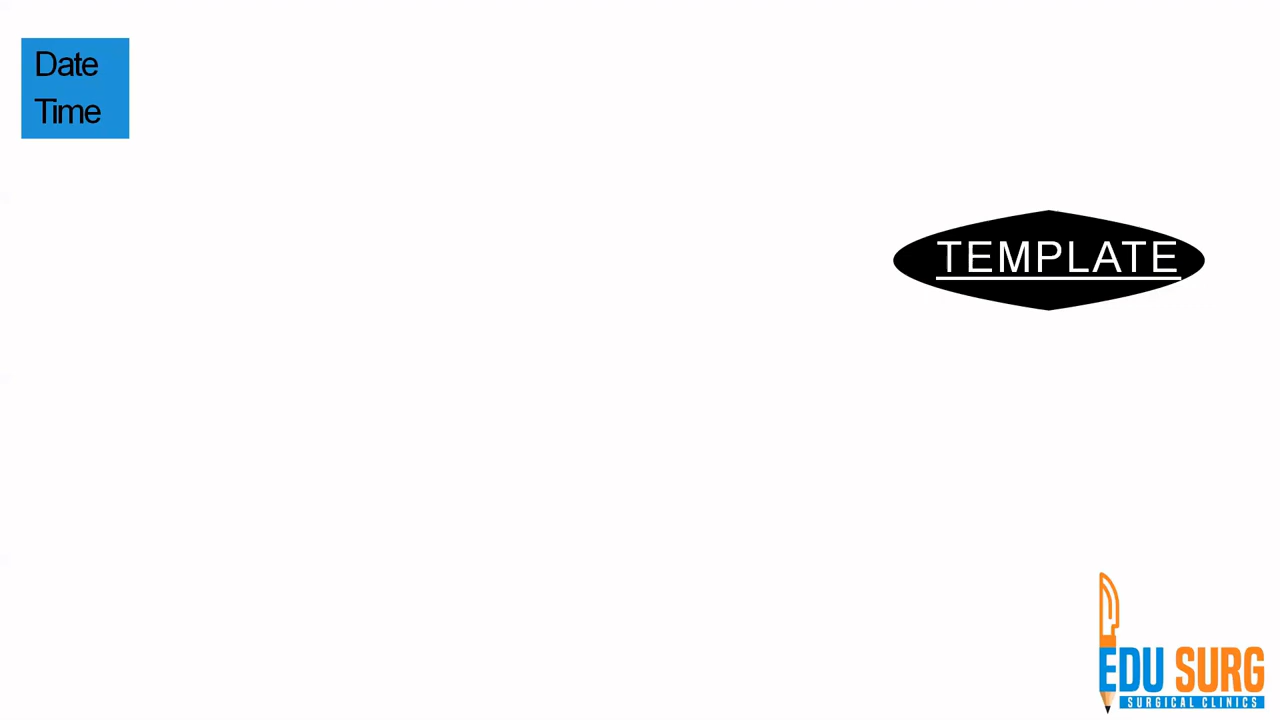 Date
Time
TEMPLATE
EDU SURG
SURGICAL CLINICS